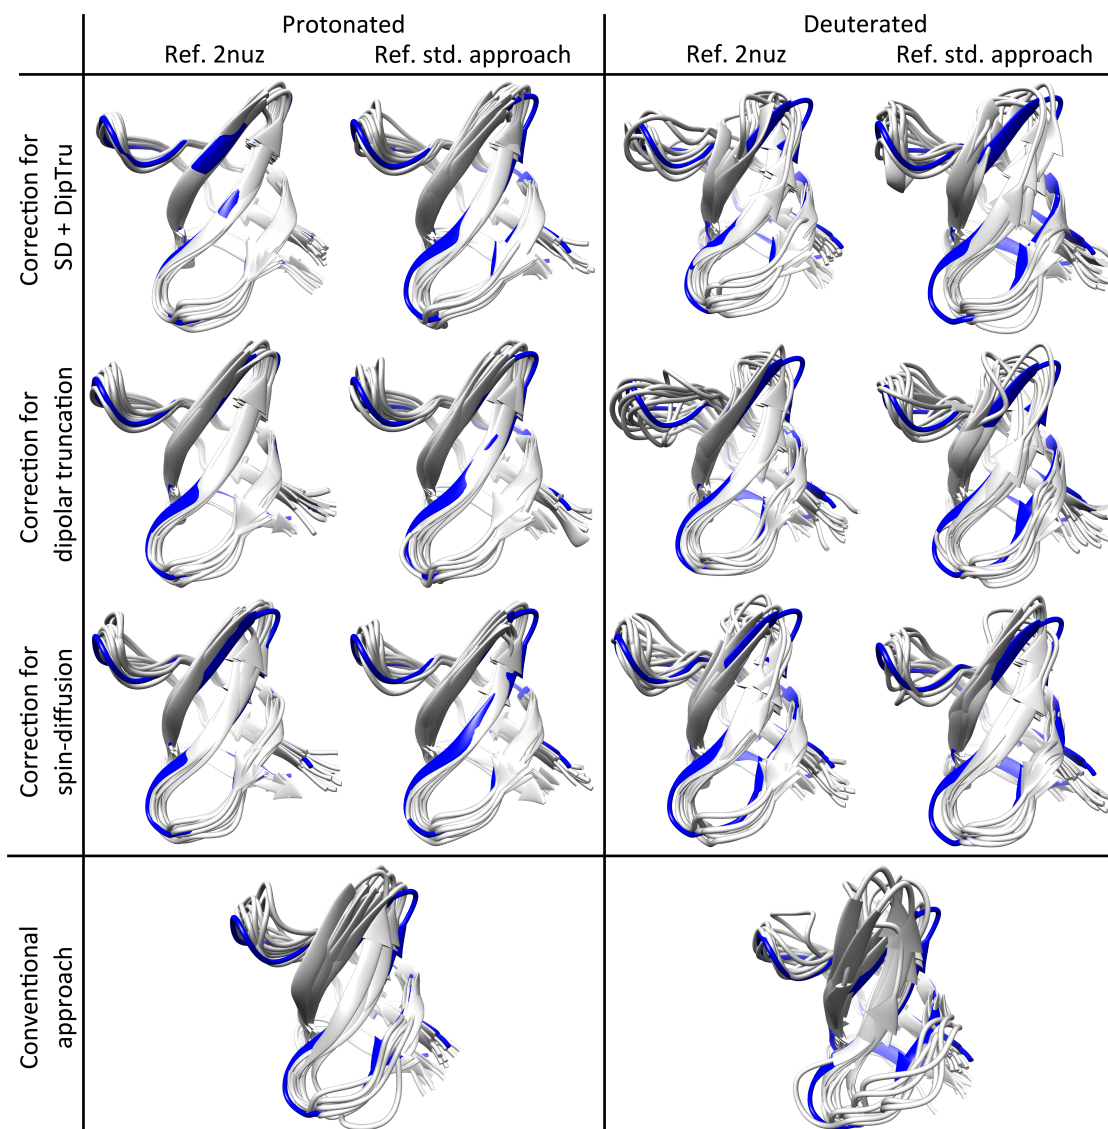 Protonated
Deuterated
Ref. 2nuz
Ref. std. approach
Ref. 2nuz
Ref. std. approach
Correction for
SD + DipTru
Correction for
dipolar truncation
Correction for
spin-diffusion
Conventional
approach